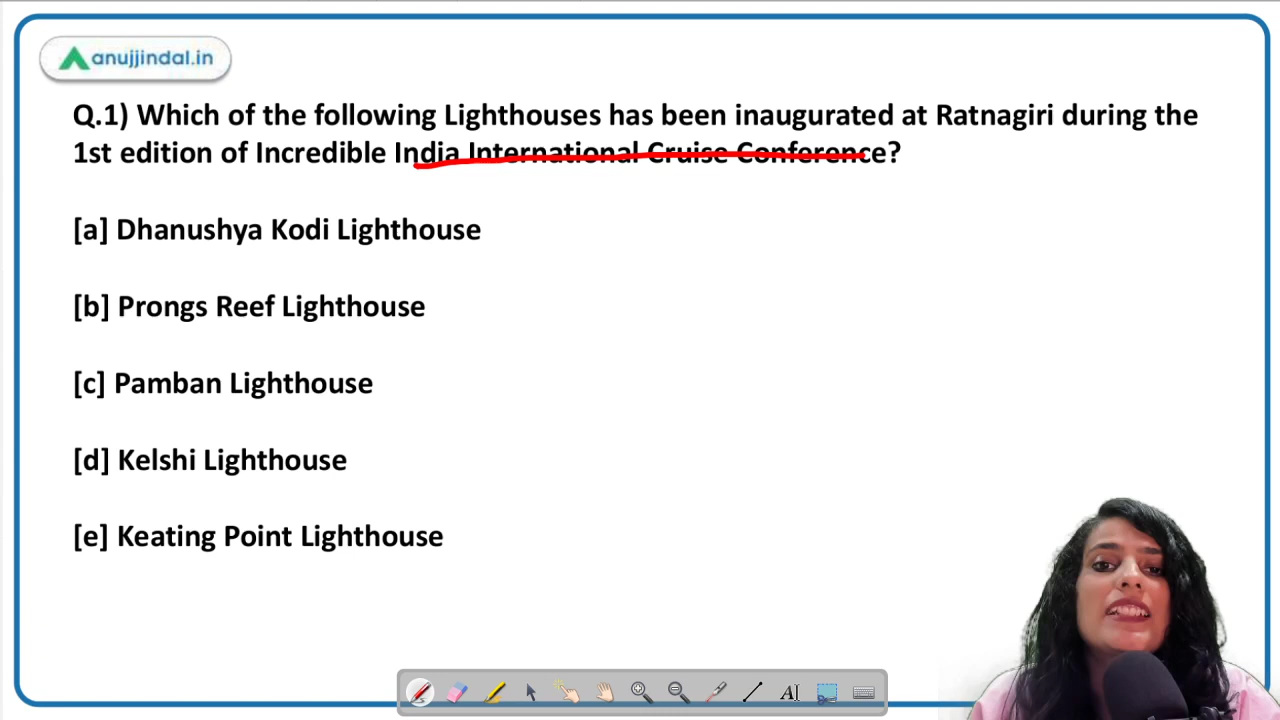 anujjindal.in
Q.1) Which of the following Lighthouses has been inaugurated at Ratnagiri during the
1st edition of Incredible India International Cruise Conference?
[a] Dhanushya Kodi Lighthouse
[b] Prongs Reef Lighthouse
[c] Pamban Lighthouse
[d] Kelshi Lighthouse
[e] Keating Point Lighthouse
A